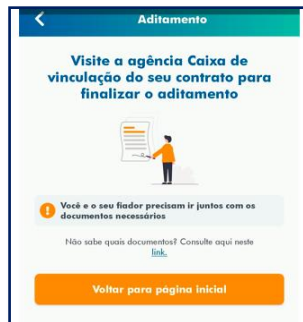 Aditamento
Visite a agência Caixa de
vinculação do seu contrato para
finalizar o aditamento
Você e o seu fiador precisam ir juntos com os
documentos necessários
Não sabe quais documentos? Consulte aqui neste
link.
Voltar para página inicial